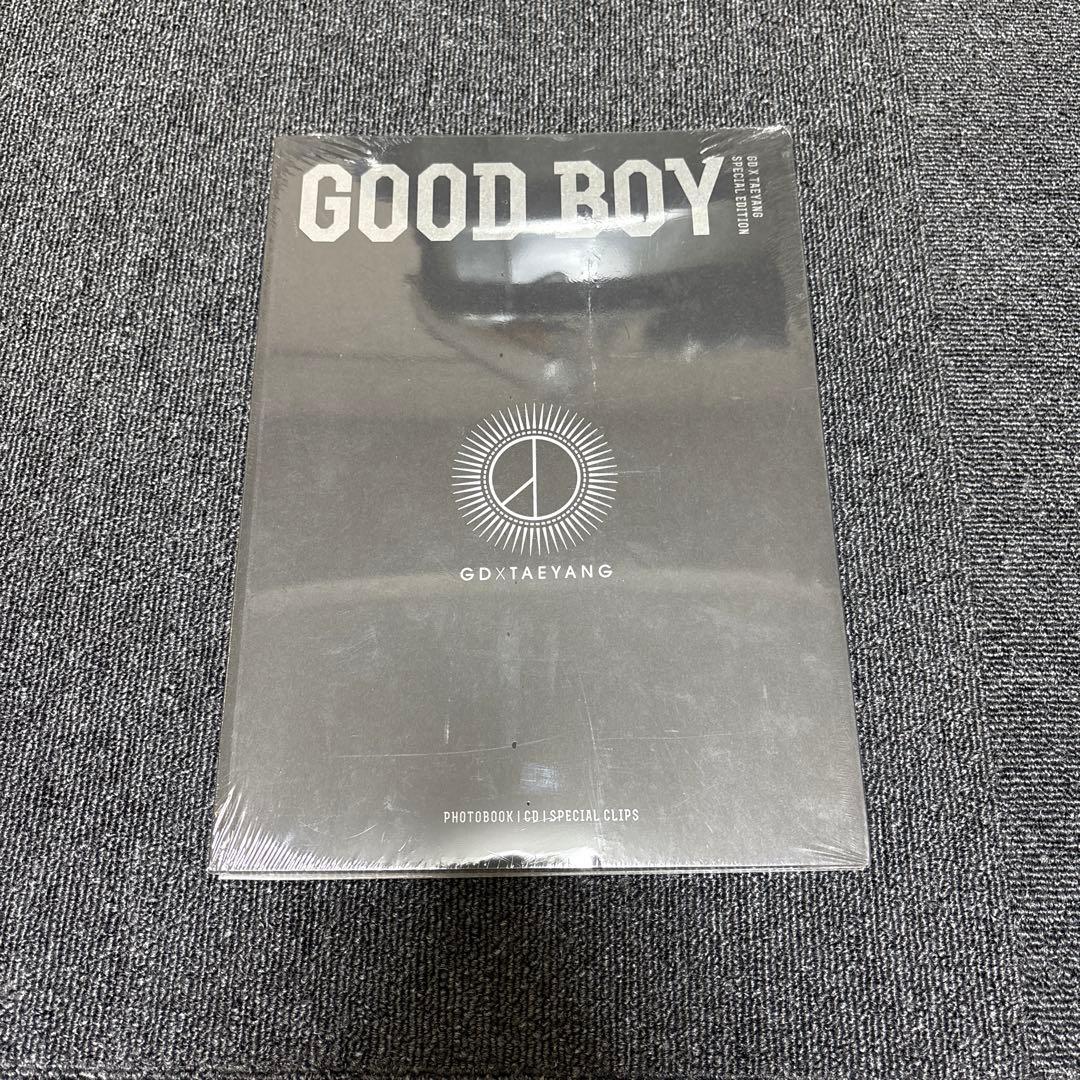 GOOD BOY
GD X TAEYANG
SPECIAL EDITION
GDXTAEYANG
PHOTOBOOK | CD | SPECIAL CLIPS